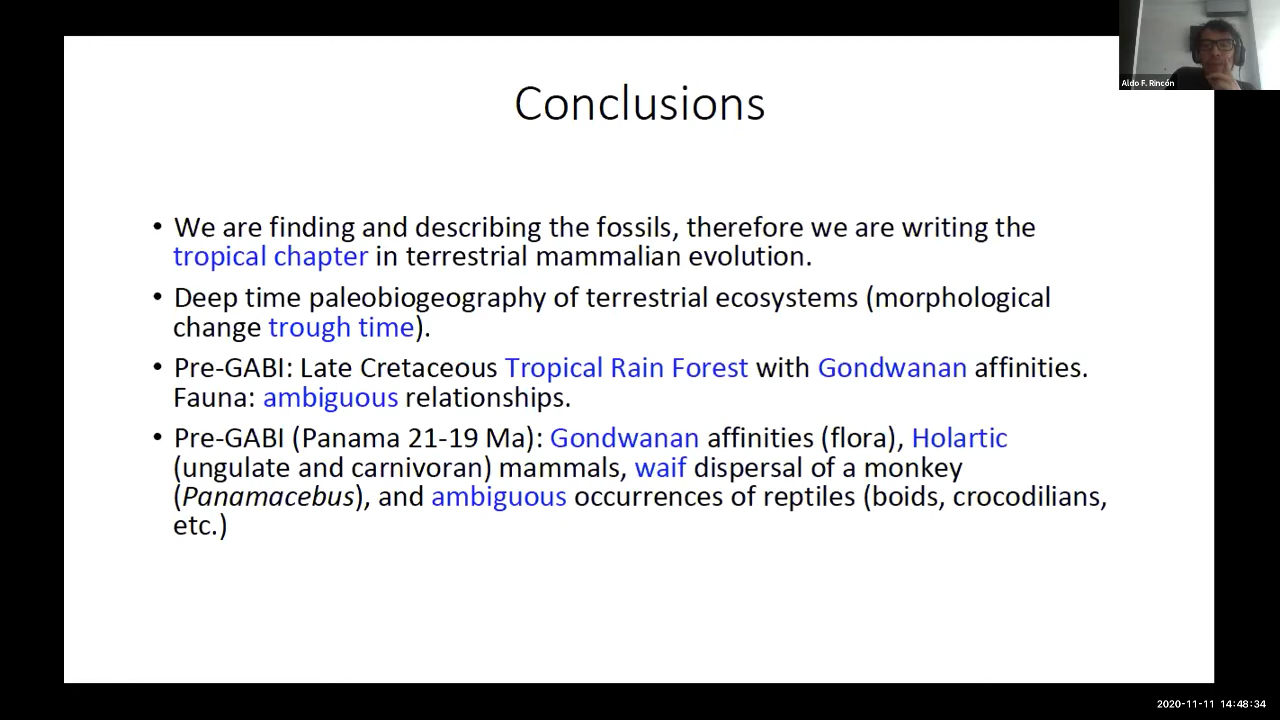 Aldo F. Rincón
Conclusions
• We are finding and describing the fossils, therefore we are writing the
tropical chapter in terrestrial mammalian evolution.
• Deep time paleobiogeography of terrestrial ecosystems (morphological
change trough time).
• Pre-GABI: Late Cretaceous Tropical Rain Forest with Gondwanan affinities.
Fauna: ambiguous relationships.
• Pre-GABI (Panama 21-19 Ma): Gondwanan affinities (flora), Holartic
(ungulate and carnivoran) mammals, waif dispersal of a monkey
(Panamacebus), and ambiguous occurrences of reptiles (boids, crocodilians,
etc.)
2020-11-11 14:48:34